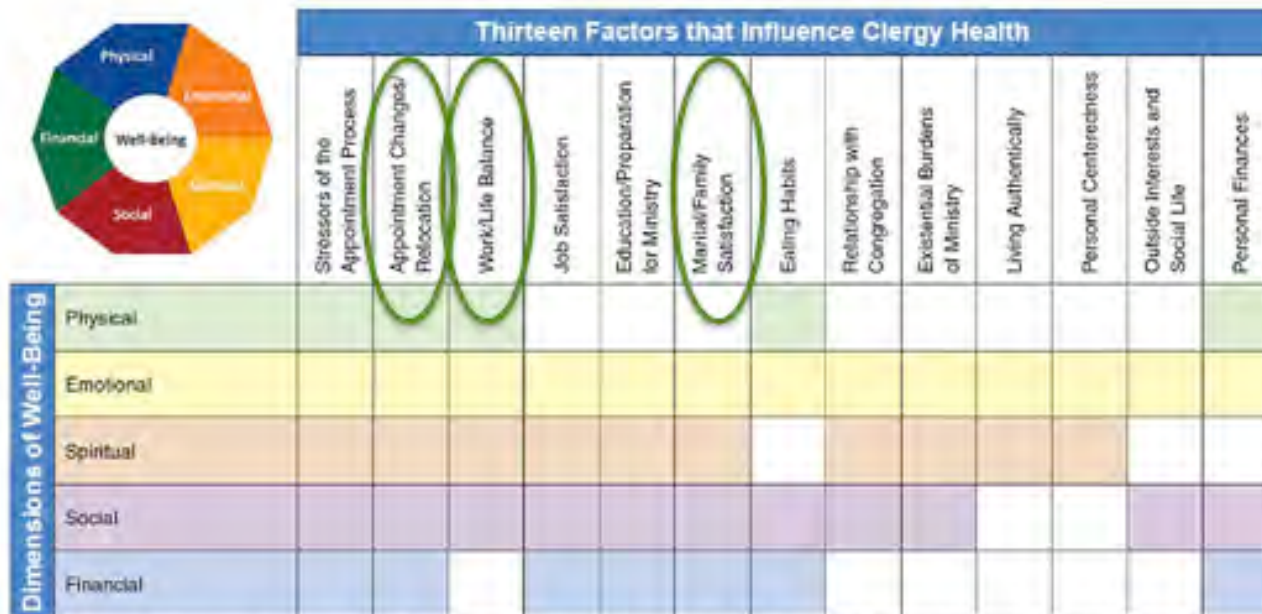 Physical
Emotional
Financial
Well-Being
Spiritual
Social
Thirteen Factors that Influence Clergy Health
Stressors of the
Appointment Process
Appointment Changes/
Relocation
Work/Life Balance
Job Satisfaction
Education/Preparation
for Ministry
Marital/Family
Satisfaction
Eating Habits
Relationship with
Congregation
Existential Burdens
of Ministry
Living Authentically
Personal Centeredness
Outside Interests and
Social Life
Personal Finances
Dimensions of Well-Being
Physical
Emotional
Spiritual
Social
Financial